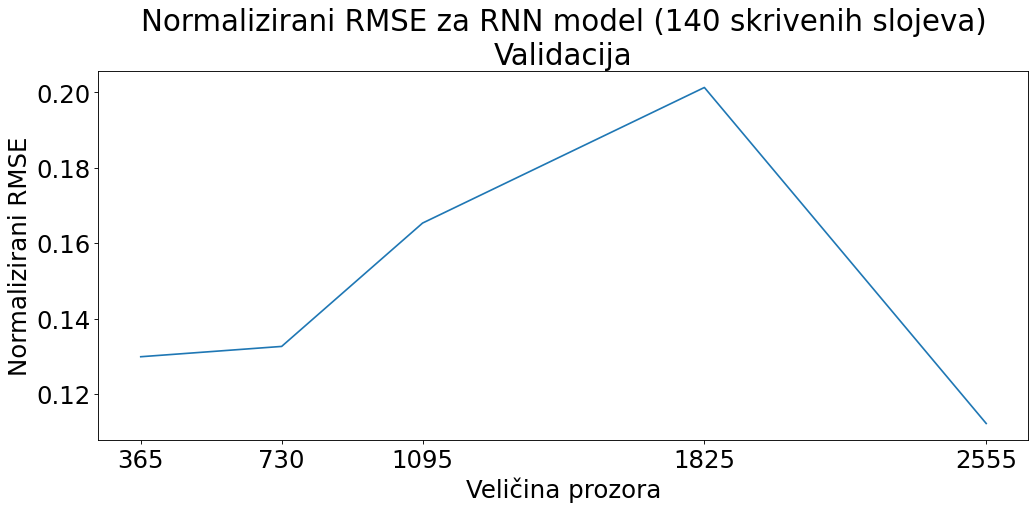 Normalizirani RMSE za RNN model (140 skrivenih slojeva)
Validacija
Normalizirani RMSE
0.20
0.18
0.16
0.14
0.12
365 730 1095 1825 2555
Veličina prozora